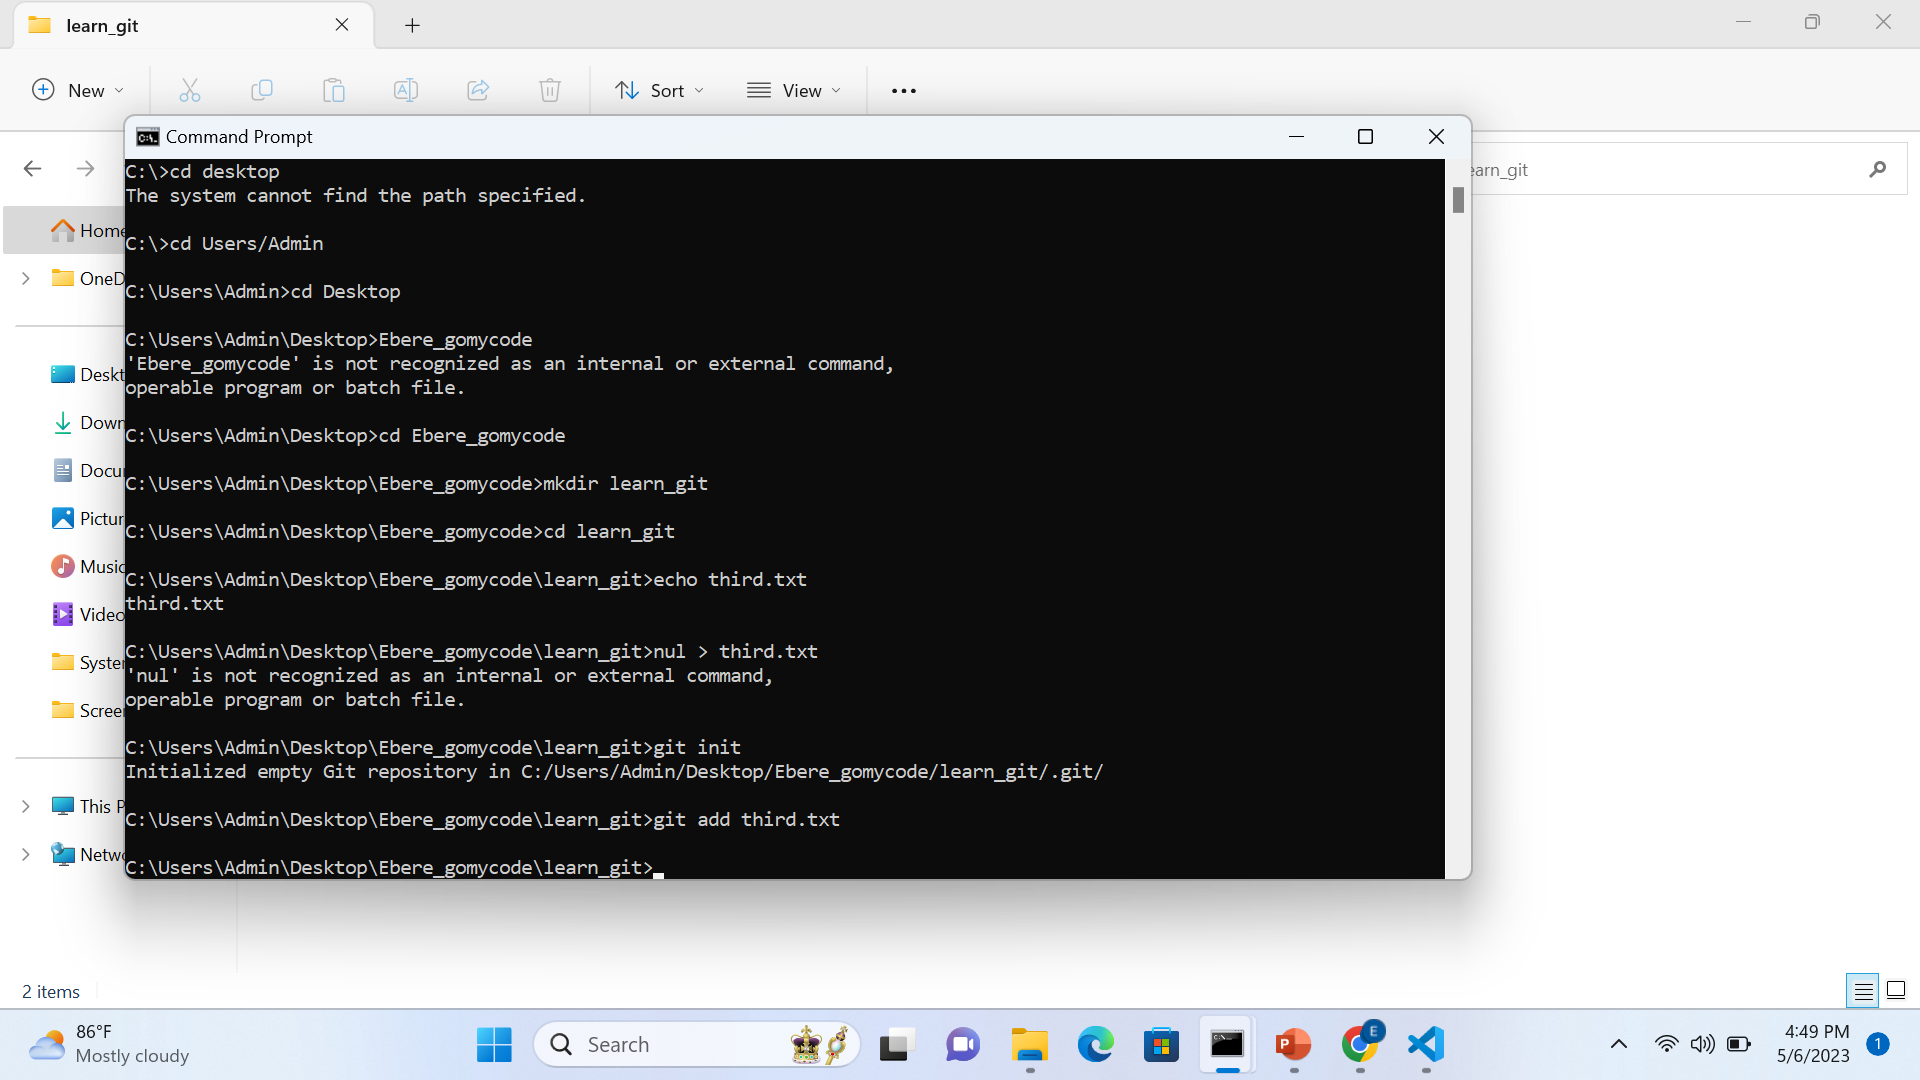 learn_git
New
Sort
View
Command Prompt
C:\>cd desktop
The system cannot find the path specified.
C:\>cd Users/Admin
C:\Users\Admin>cd Desktop
C:\Users\Admin\Desktop>Ebere_gomycode
'Ebere_gomycode' is not recognized as an internal or external command,
operable program or batch file.
C:\Users\Admin\Desktop>cd Ebere_gomycode
C:\Users\Admin\Desktop\Ebere_gomycode>mkdir learn_git
C:\Users\Admin\Desktop\Ebere_gomycode>cd learn_git
C:\Users\Admin\Desktop\Ebere_gomycode\learn_git>echo third.txt
third.txt
C:\Users\Admin\Desktop\Ebere_gomycode\learn_git>nul > third.txt
'nul' is not recognized as an internal or external command,
operable program or batch file.
C:\Users\Admin\Desktop\Ebere_gomycode\learn_git>git init
Initialized empty Git repository in C:/Users/Admin/Desktop/Ebere_gomycode/learn_git/.git/
C:\Users\Admin\Desktop\Ebere_gomycode\learn_git>git add third.txt
C:\Users\Admin\Desktop\Ebere_gomycode\learn_git>
earn_git
Home
OneD
Deskt
Down
Docu
Pictur
Music
Video
Syster
Screer
This P
Netwo
2 items
86°F
Mostly cloudy
Search
E
4:49 PM
5/6/2023
1